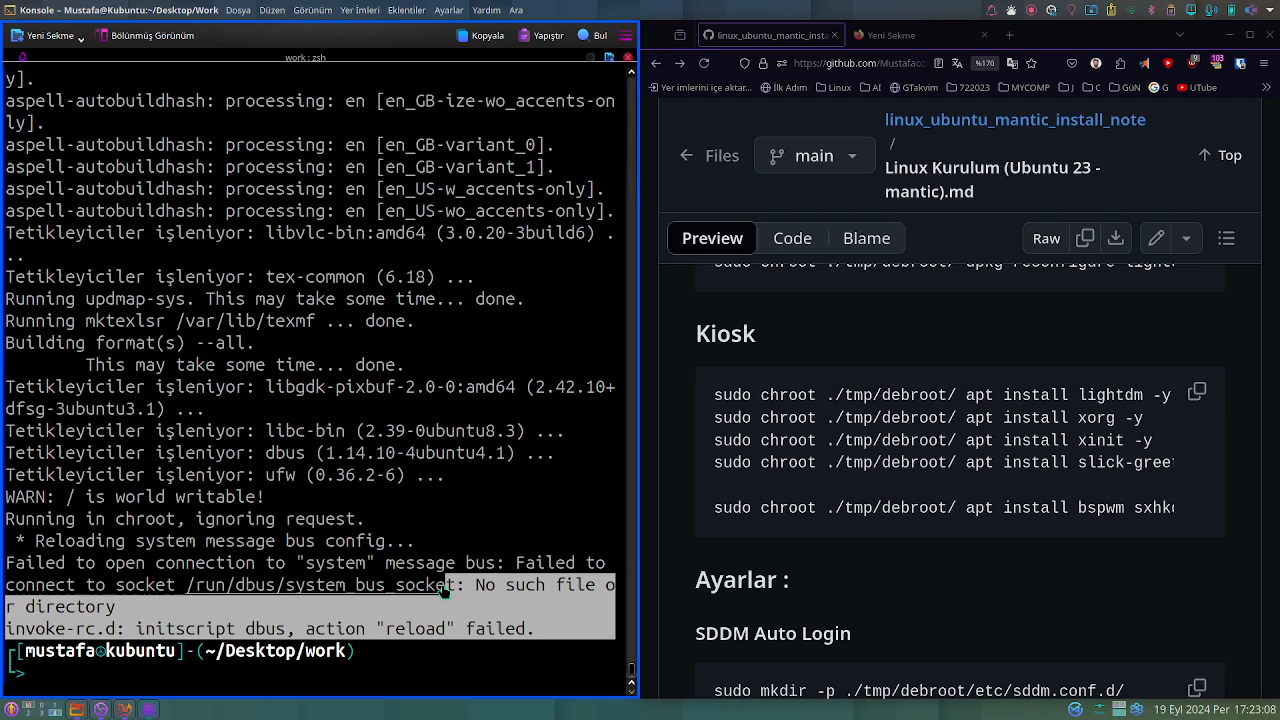 Konsole – Mustafa@Kubuntu:~/Desktop/Work
Dosya
Düzen
Görünüm
Yer İmleri
Eklentiler
Ayarlar
Yardım
Ara
Yeni Sekme
Bölünmüş Görünüm
Kopyala
Yapıştır
Bul
work : zsh
y].
aspell-autobuildhash: processing: en [en_GB-ize-wo_accents-on
ly].
aspell-autobuildhash: processing: en [en_GB-variant_0].
aspell-autobuildhash: processing: en [en_GB-variant_1].
aspell-autobuildhash: processing: en [en_US-w_accents-only].
aspell-autobuildhash: processing: en [en_US-wo_accents-only].
Tetikleyiciler işleniyor: libvlc-bin:amd64 (3.0.20-3build6) .
..
Tetikleyiciler işleniyor: tex-common (6.18) ...
Running updmap-sys. This may take some time... done.
Running mktexlsr /var/lib/texmf ... done.
Building format(s) --all.
This may take some time... done.
Tetikleyiciler işleniyor: libgdk-pixbuf-2.0-0:amd64 (2.42.10+
dfsg-3ubuntu3.1) ...
Tetikleyiciler işleniyor: libc-bin (2.39-0ubuntu8.3) ...
Tetikleyiciler işleniyor: dbus (1.14.10-4ubuntu4.1) ...
Tetikleyiciler işleniyor: ufw (0.36.2-6) ...
WARN: / is world writable!
Running in chroot, ignoring request.
* Reloading system message bus config...
Failed to open connection to "system" message bus: Failed to
connect to socket /run/dbus/system_bus_socket: No such file o
r directory
invoke-rc.d: initscript dbus, action "reload" failed.
[mustafa kubuntu]-(~/Desktop/work)
>
linux_ubuntu_mantic_insta
Yeni Sekme
https://github.com/Mustafao
%170
9
103
Yer imlerini içe aktar...
İlk Adım
Linux
AI
GTakvim
722023
MYCOMP
J
C
GüN
G
UTube
linux_ubuntu_mantic_install_note
/
Files
main
Linux Kurulum (Ubuntu 23 -
mantic).md
Top
Preview
Code
Blame
Raw
Kiosk
sudo chroot ./tmp/debroot/ apt install lightdm -y
sudo chroot ./tmp/debroot/ apt install xorg -y
sudo chroot ./tmp/debroot/ apt install xinit -y
sudo chroot ./tmp/debroot/ apt install slick-gree
sudo chroot ./tmp/debroot/ apt install bspwm sxhk
Ayarlar :
SDDM Auto Login
sudo mkdir -p ./tmp/debroot/etc/sddm.conf.d/
19 Eyl 2024 Per 17:23:08